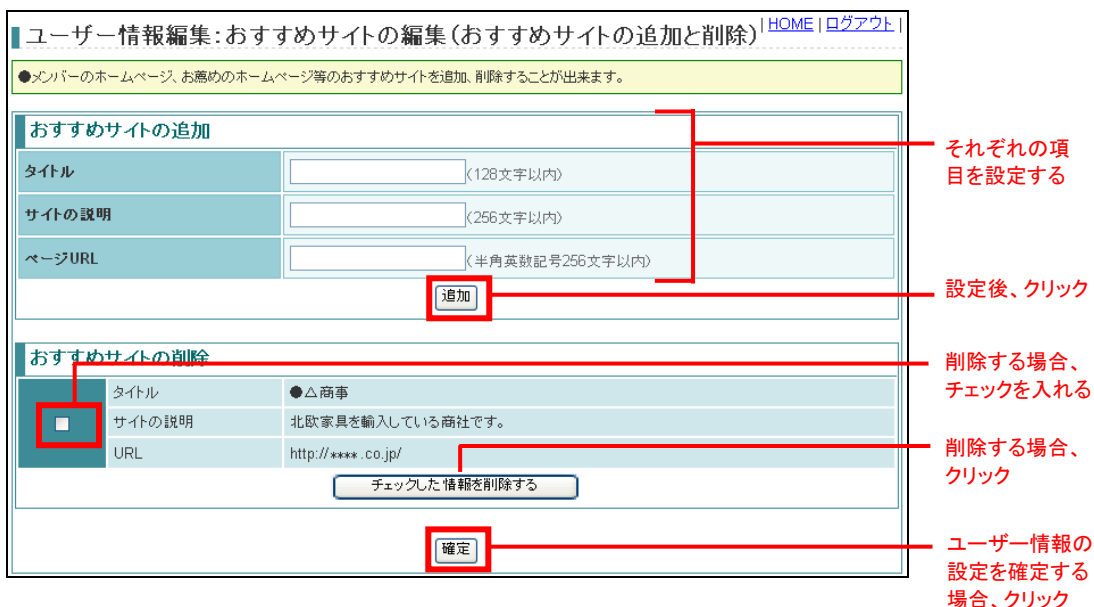 ユーザー情報編集:おすすめサイトの編集(おすすめサイトの追加と削除)
| HOME | ログアウト |
●メンバーのホームページ、お薦めのホームページ等のおすすめサイトを追加、削除することが出来ます。
おすすめサイトの追加
タイトル
(128文字以内)
サイトの説明
(256文字以内)
ページURL
(半角英数記号256文字以内)
追加
それぞれの項
目を設定する
設定後、クリック
おすすめサイトの削除
タイトル
●△商事
サイトの説明
北欧家具を輸入している商社です。
URL
http://****.co.jp/
チェックした情報を削除する
確定
削除する場合、
チェックを入れる
削除する場合、
クリック
ユーザー情報の
設定を確定する
場合、クリック